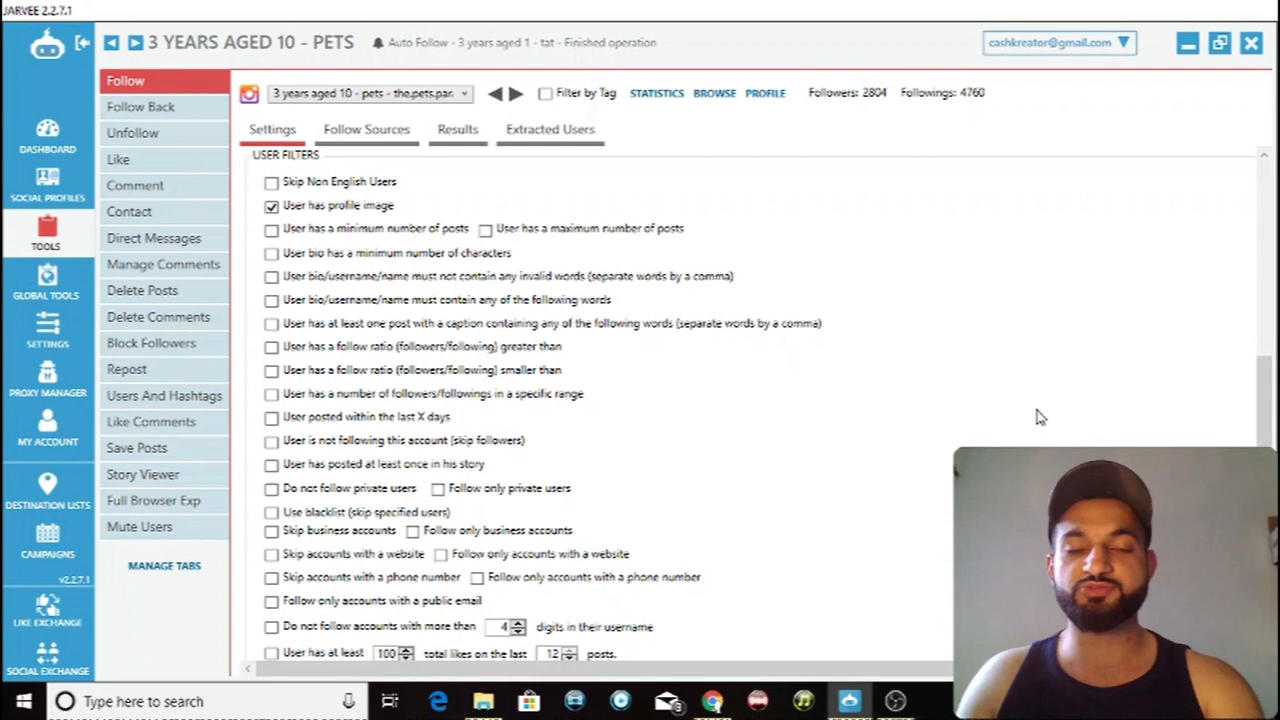 JARVEE 2.2.7.1
3 YEARS AGED 10 - PETS
Auto Follow - 3 years aged 1 - tat - Finished operation
cashkreator@gmail.com
Follow
Follow Back
Unfollow
Like
Comment
Contact
Direct Messages
Manage Comments
Delete Posts
Delete Comments
Block Followers
Repost
Users And Hashtags
Like Comments
Save Posts
Story Viewer
Full Browser Exp
Mute Users
MANAGE TABS
DASHBOARD
SOCIAL PROFILES
TOOLS
GLOBAL TOOLS
SETTINGS
PROXY MANAGER
MY ACCOUNT
DESTINATION LISTS
CAMPAIGNS
v2.2.7.1
LIKE EXCHANGE
SOCIAL EXCHANGE
3 years aged 10 - pets - the.pets.par. Filter by Tag STATISTICS BROWSE PROFILE Followers: 2804 Followings: 4760
Settings Follow Sources Results Extracted Users
USER FILTERS
Skip Non English Users
User has profile image
User has a minimum number of posts User has a maximum number of posts
User bio has a minimum number of characters
User bio/username/name must not contain any invalid words (separate words by a comma)
User bio/username/name must contain any of the following words
User has at least one post with a caption containing any of the following words (separate words by a comma)
User has a follow ratio (followers/following) greater than
User has a follow ratio (followers/following) smaller than
User has a number of followers/followings in a specific range
User posted within the last X days
User is not following this account (skip followers)
User has posted at least once in his story
Do not follow private users Follow only private users
Use blacklist (skip specified users)
Skip business accounts Follow only business accounts
Skip accounts with a website Follow only accounts with a website
Skip accounts with a phone number Follow only accounts with a phone number
Follow only accounts with a public email
Do not follow accounts with more than 4 digits in their username
User has at least 100 total likes on the last 12 posts.
Type here to search
3